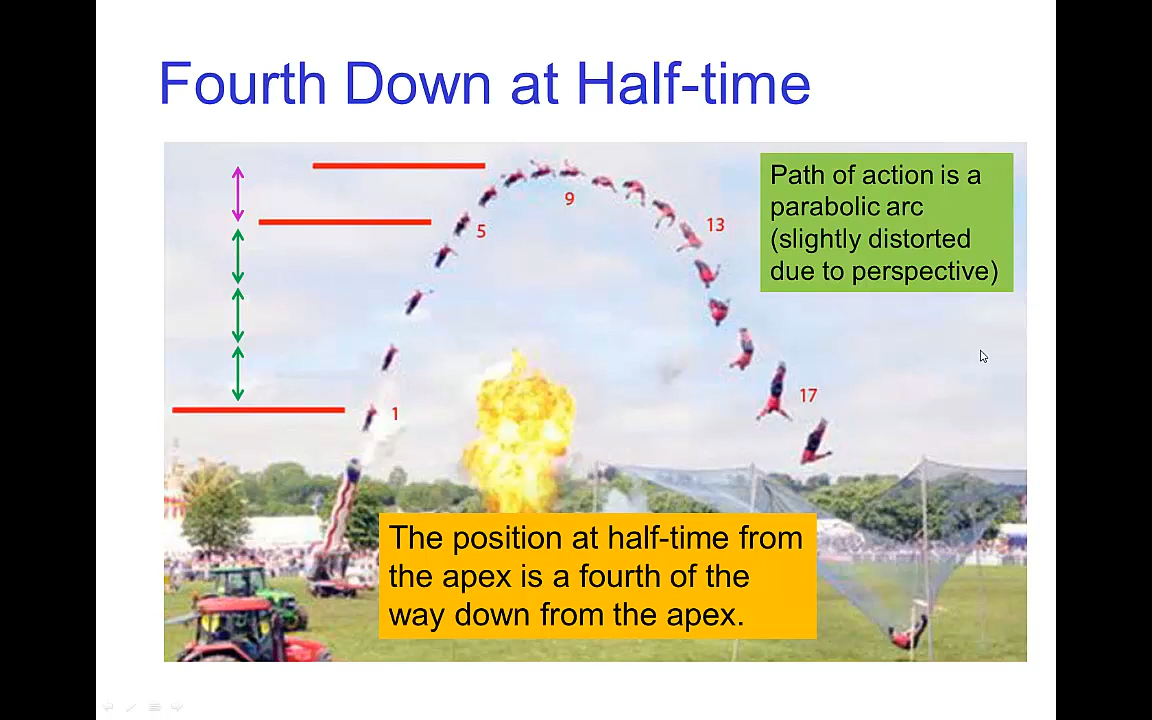 Fourth Down at Half-time
Path of action is a
parabolic arc
(slightly distorted
due to perspective)
9
5
13
17
1
The position at half-time from
the apex is a fourth of the
way down from the apex.